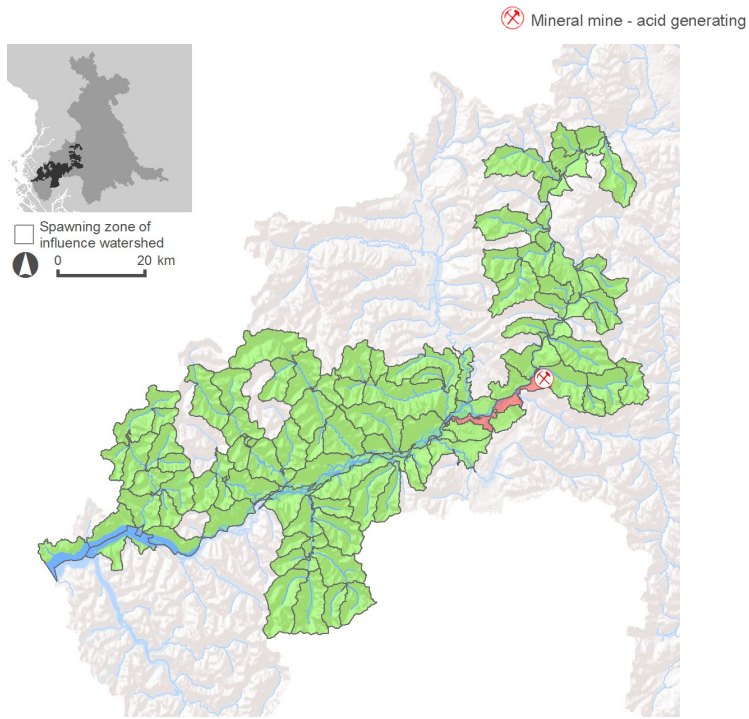 Mineral mine - acid generating
Spawning zone of
influence watershed
0 20 km